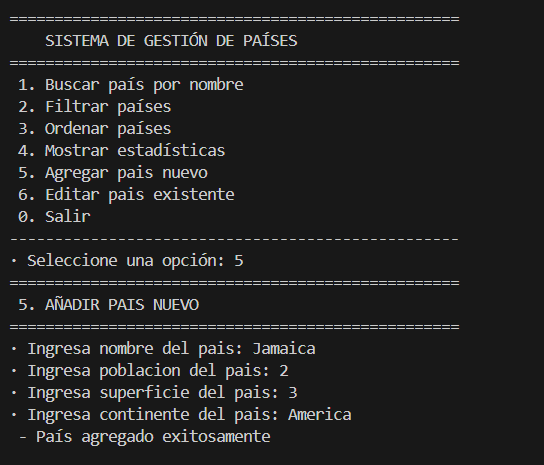 ==================================================
    SISTEMA DE GESTIÓN DE PAÍSES
==================================================
 1. Buscar país por nombre
 2. Filtrar países
 3. Ordenar países
 4. Mostrar estadísticas
 5. Agregar pais nuevo
 6. Editar pais existente
 0. Salir
--------------------------------------------------
· Seleccione una opción: 5
==================================================
 5. AÑADIR PAIS NUEVO
==================================================
· Ingresa nombre del pais: Jamaica
· Ingresa poblacion del pais: 2
· Ingresa superficie del pais: 3
· Ingresa continente del pais: America
 - País agregado exitosamente